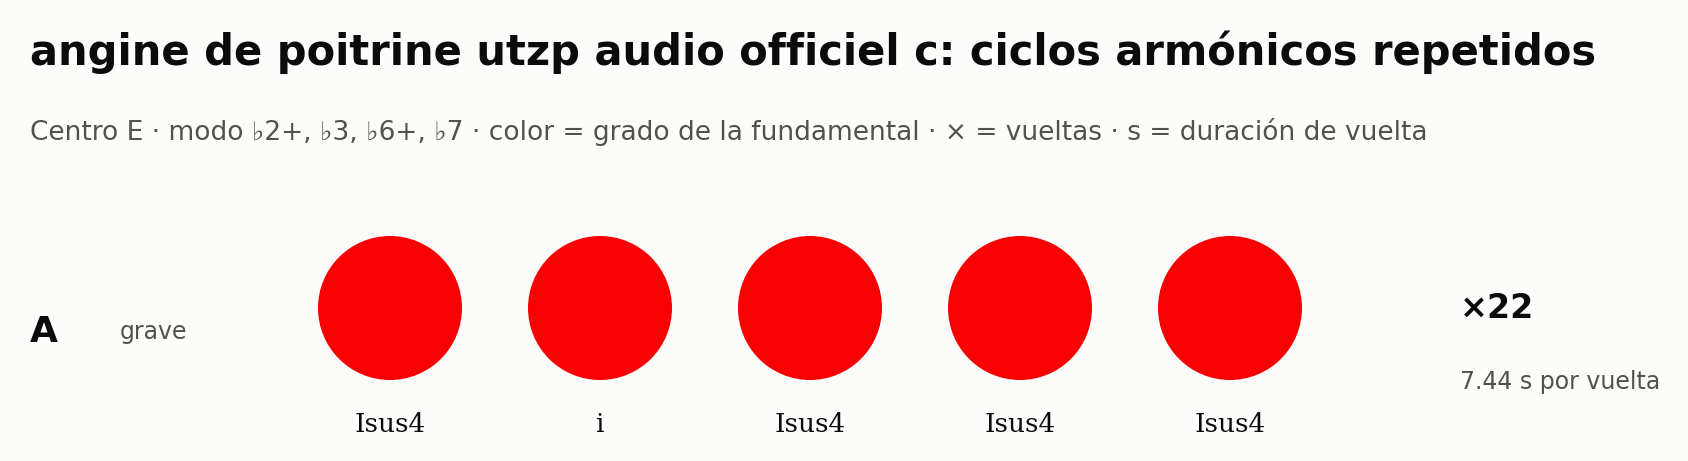 angine de poitrine utzp audio officiel c: ciclos armónicos repetidos
Centro E · modo ♭2+, ♭3, ♭6+, ♭7 · color = grado de la fundamental · × = vueltas · s = duración de vuelta
A grave ×22
7.44 s por vuelta
Isus4 i Isus4 Isus4 Isus4